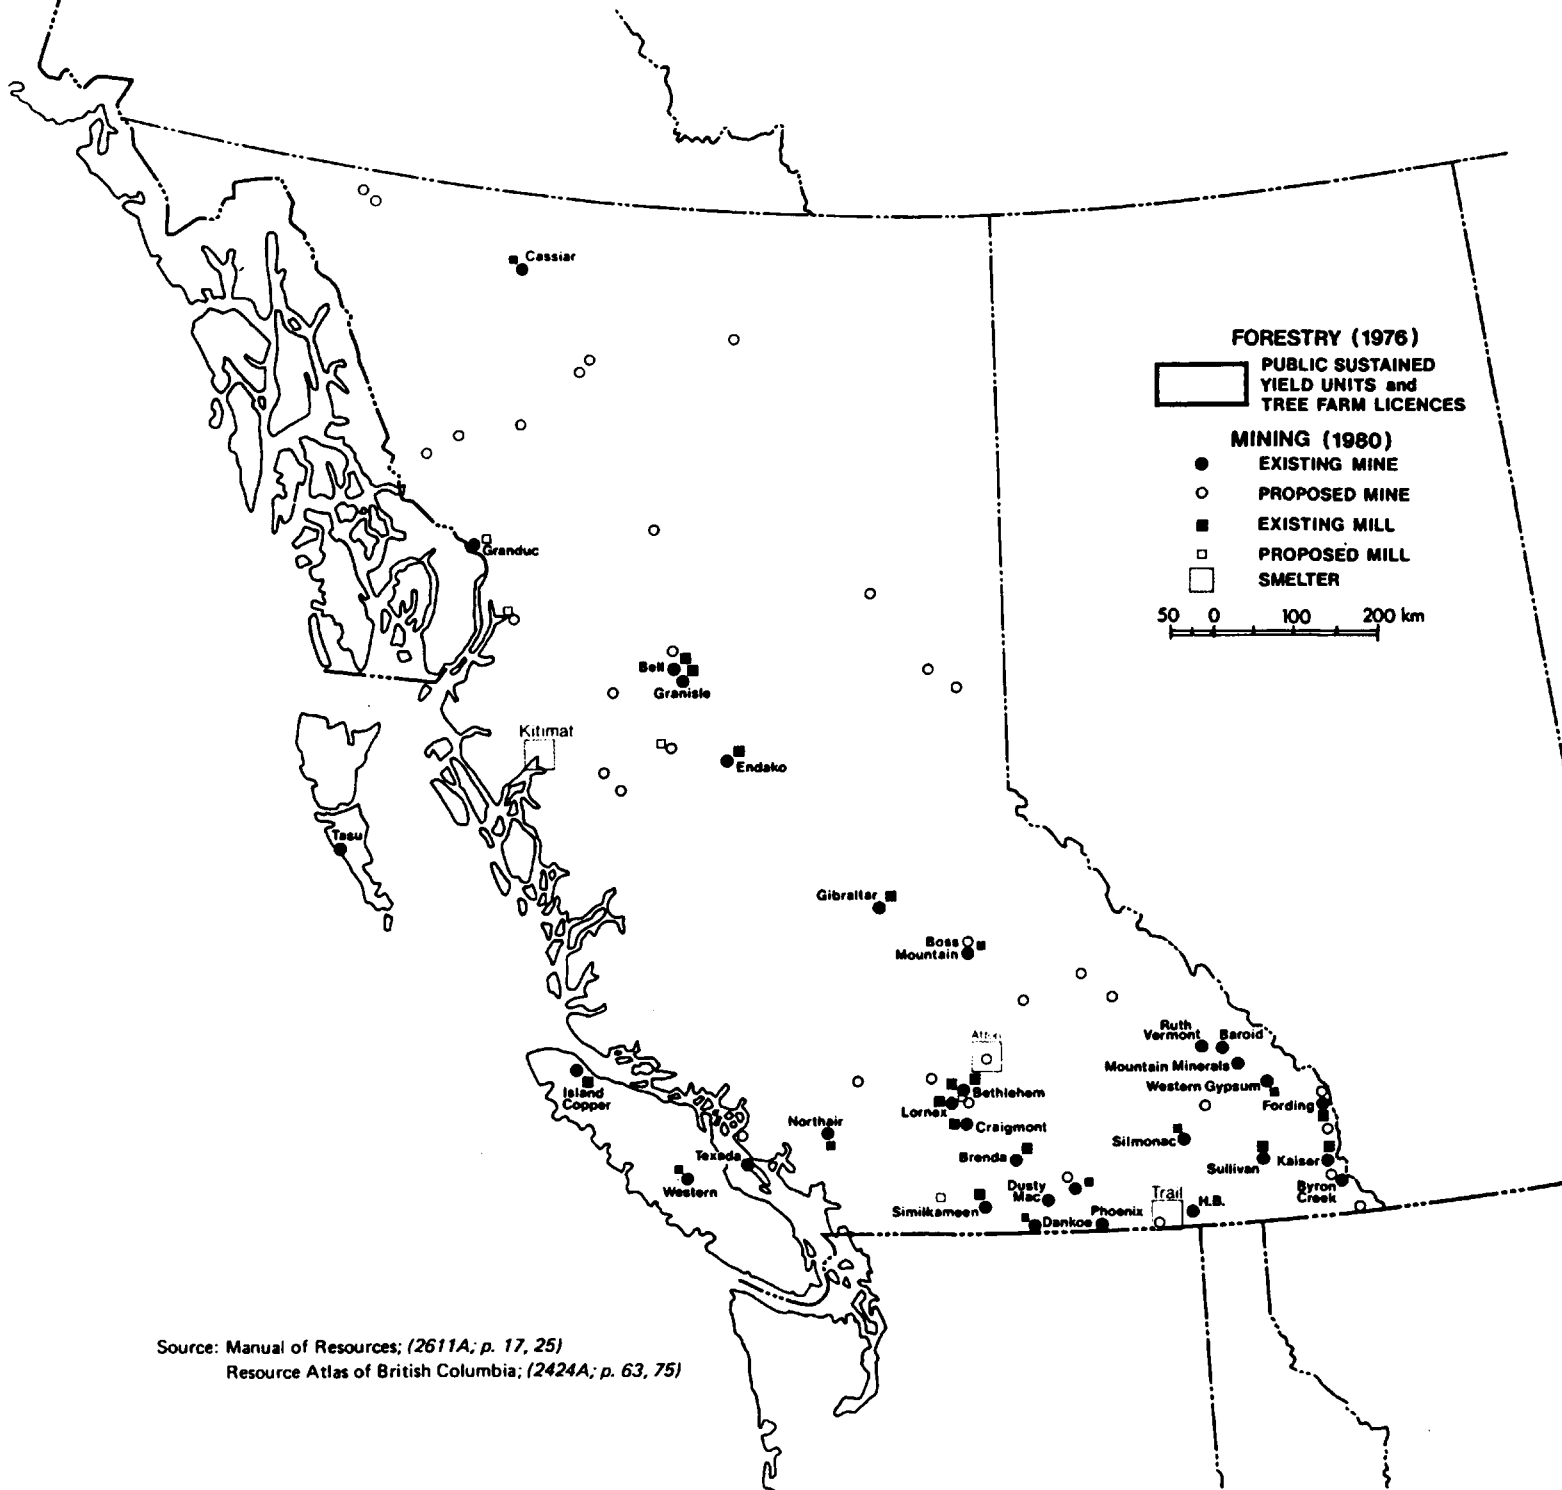 Cassiar
FORESTRY (1976)
PUBLIC SUSTAINED
YIELD UNITS and
TREE FARM LICENCES
MINING (1980)
EXISTING MINE
PROPOSED MINE
EXISTING MILL
PROPOSED MILL
SMELTER
50 0 100 200 km
Granduc
Bell
Granisle
Kitimat
Endako
Tasu
Gibraltar
Boss
Mountain
Ruth
Vermont
Baroid
Mountain Minerals
Western Gypsum
Fording
Island
Copper
Bethlehem
Lornex
Northair
Craigmont
Silmonac
Texada
Brenda
Sullivan
Kaiser
Western
Dusty
Mac
Byron
Creek
Trail
H.B.
Similkameen
Dankoe
Phoenix
Source: Manual of Resources; (2611A; p. 17, 25)
Resource Atlas of British Columbia; (2424A; p. 63, 75)